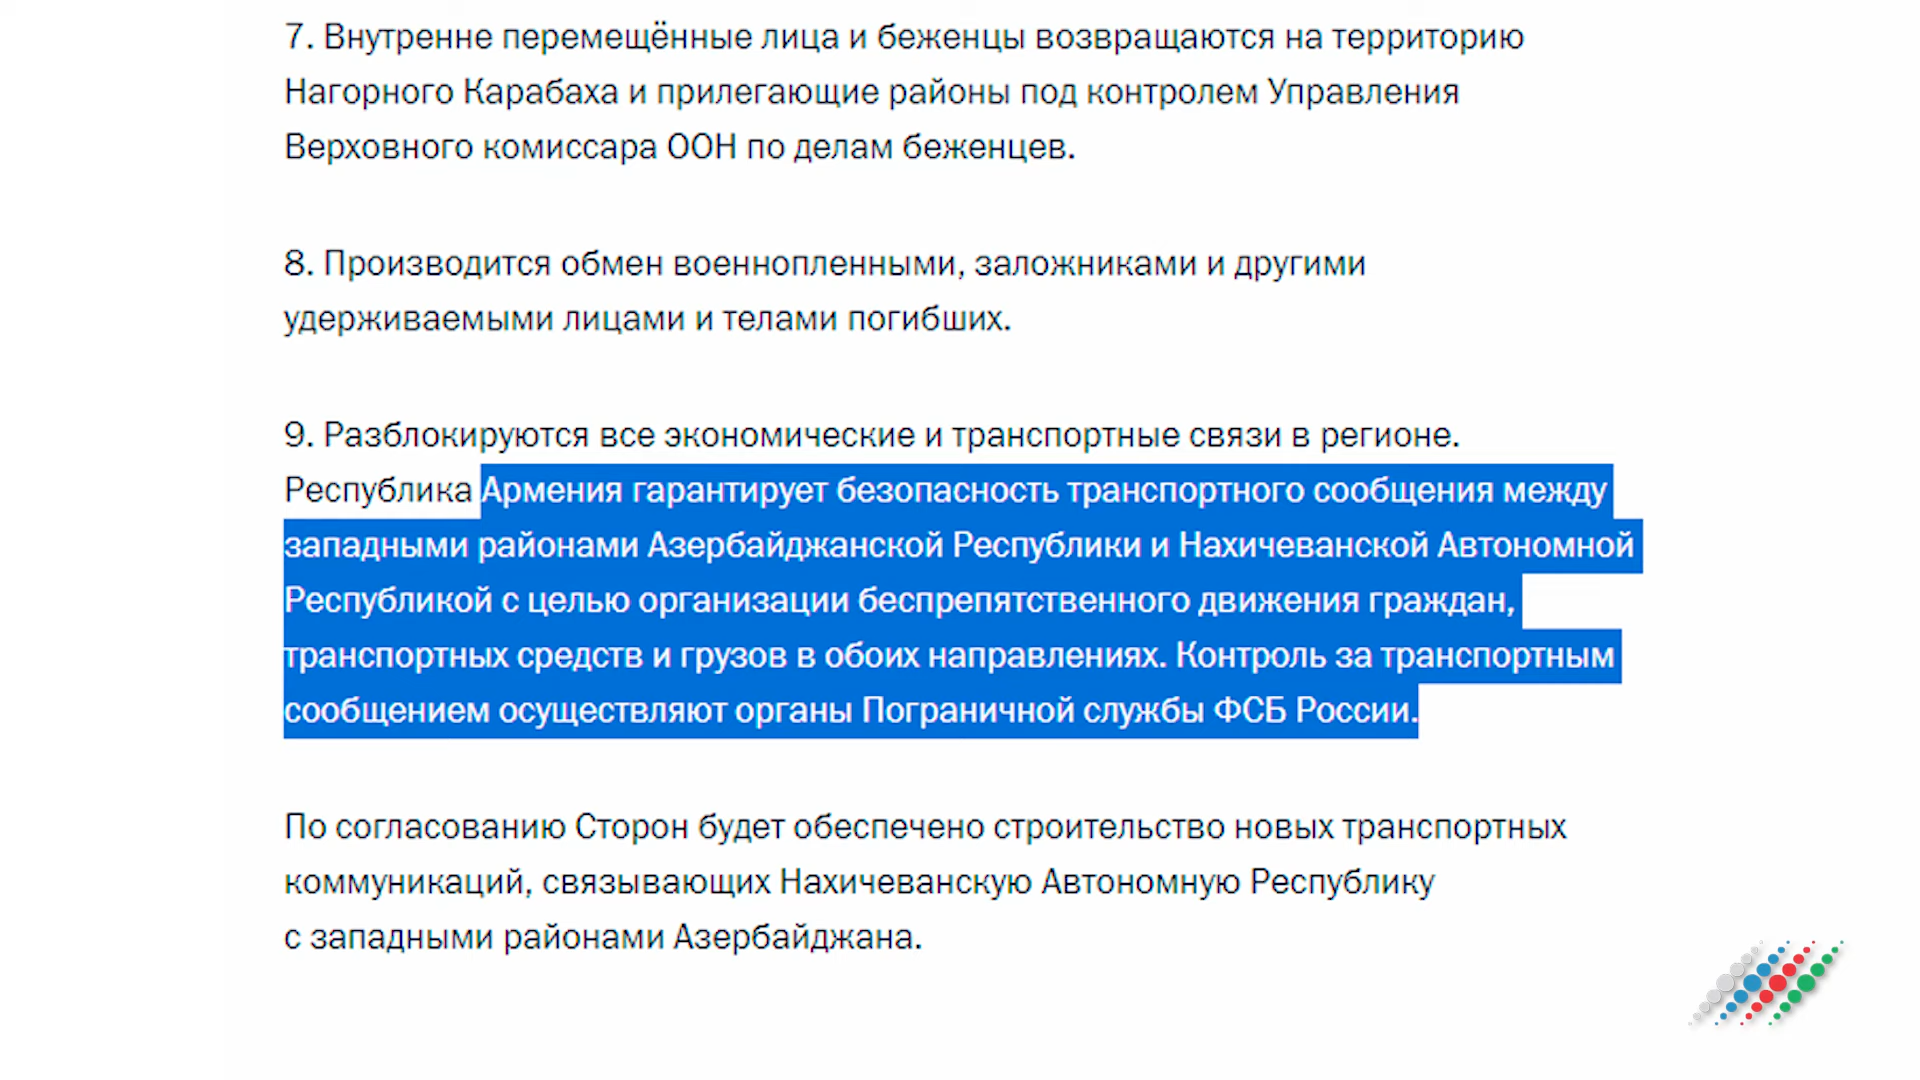 7. Внутренне перемещённые лица и беженцы возвращаются на территорию
Нагорного Карабаха и прилегающие районы под контролем Управления
Верховного комиссара ООН по делам беженцев.
8. Производится обмен военнопленными, заложниками и другими
удерживаемыми лицами и телами погибших.
9. Разблокируются все экономические и транспортные связи в регионе.
Республика Армения гарантирует безопасность транспортного сообщения между
западными районами Азербайджанской Республики и Нахичеванской Автономной
Республикой с целью организации беспрепятственного движения граждан,
транспортных средств и грузов в обоих направлениях. Контроль за транспортным
сообщением осуществляют органы Пограничной службы ФСБ России.
По согласованию Сторон будет обеспечено строительство новых транспортных
коммуникаций, связывающих Нахичеванскую Автономную Республику
с западными районами Азербайджана.